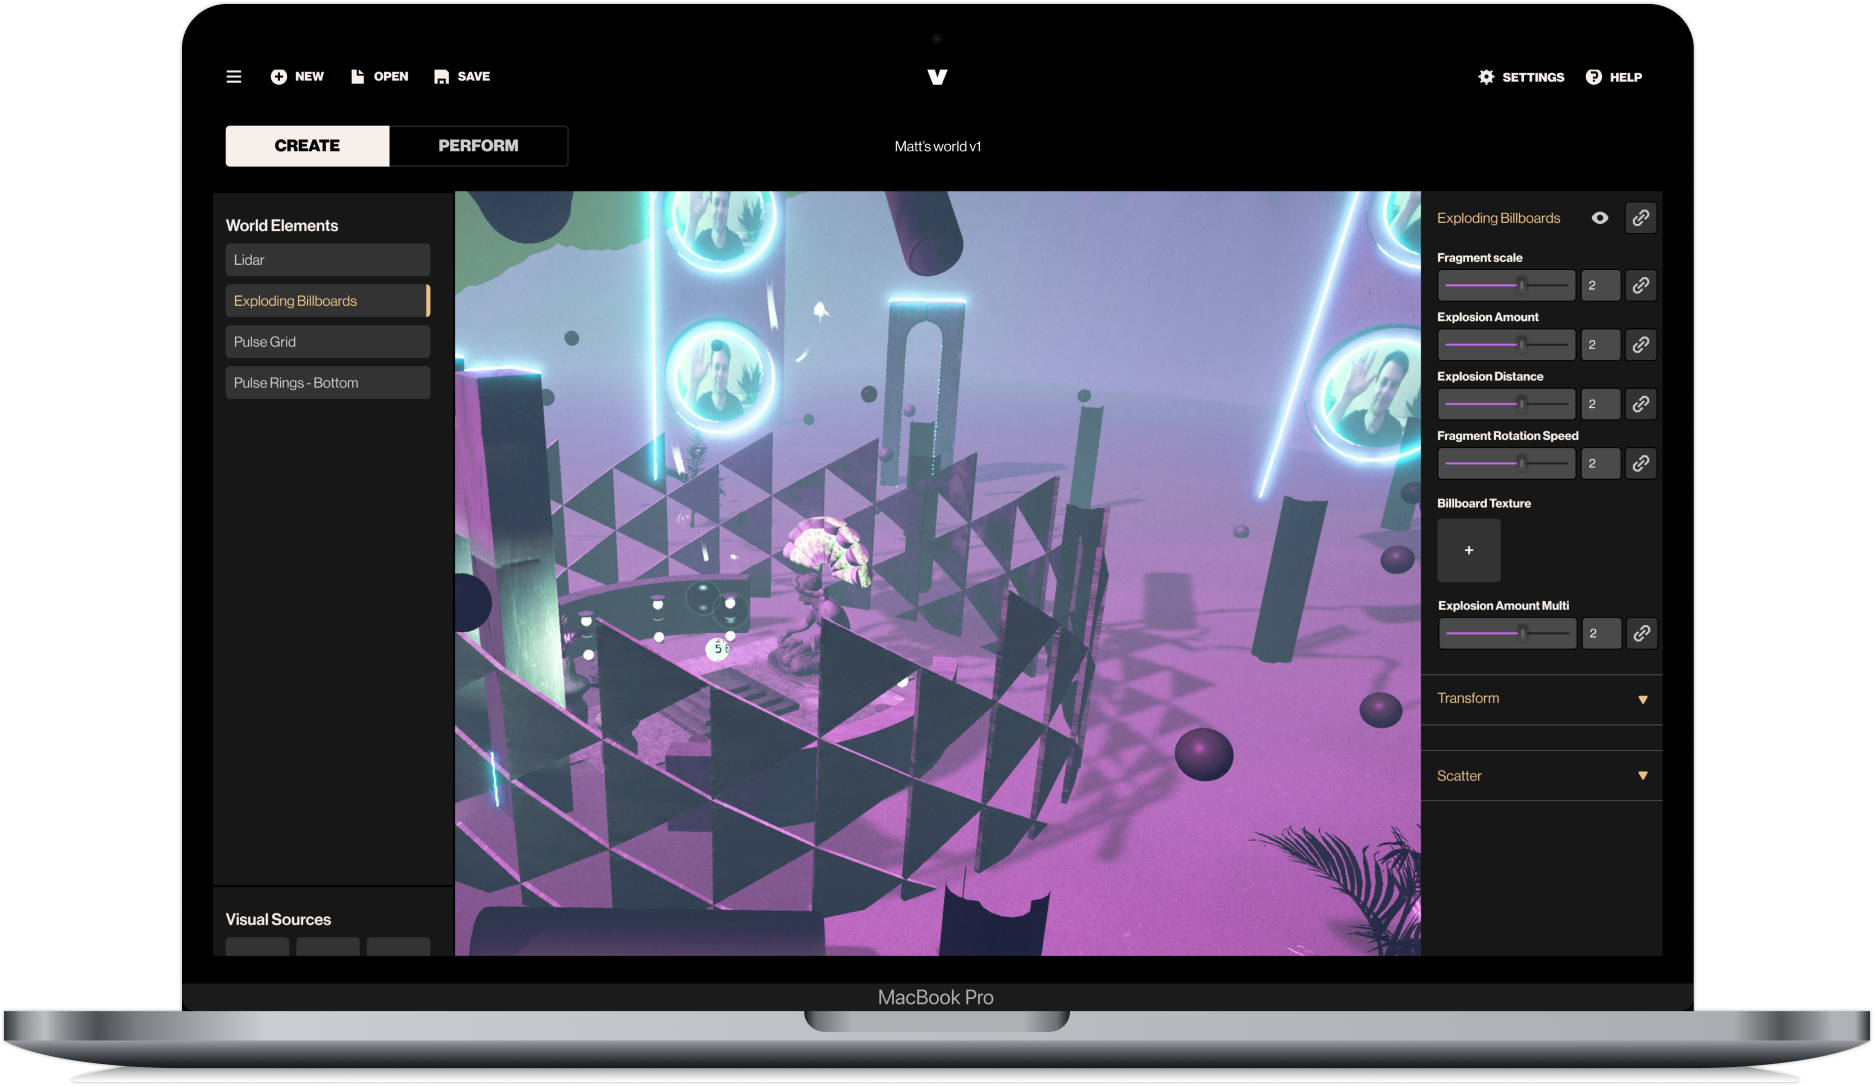 NEW OPEN SAVE
V
SETTINGS HELP
CREATE PERFORM
Matt's world v1
World Elements
Lidar
Exploding Billboards
Pulse Grid
Pulse Rings - Bottom
Visual Sources
5
Exploding Billboards
Fragment scale
2
Explosion Amount
2
Explosion Distance
2
Fragment Rotation Speed
2
Billboard Texture
+
Explosion Amount Multi
2
Transform
Scatter
MacBook Pro